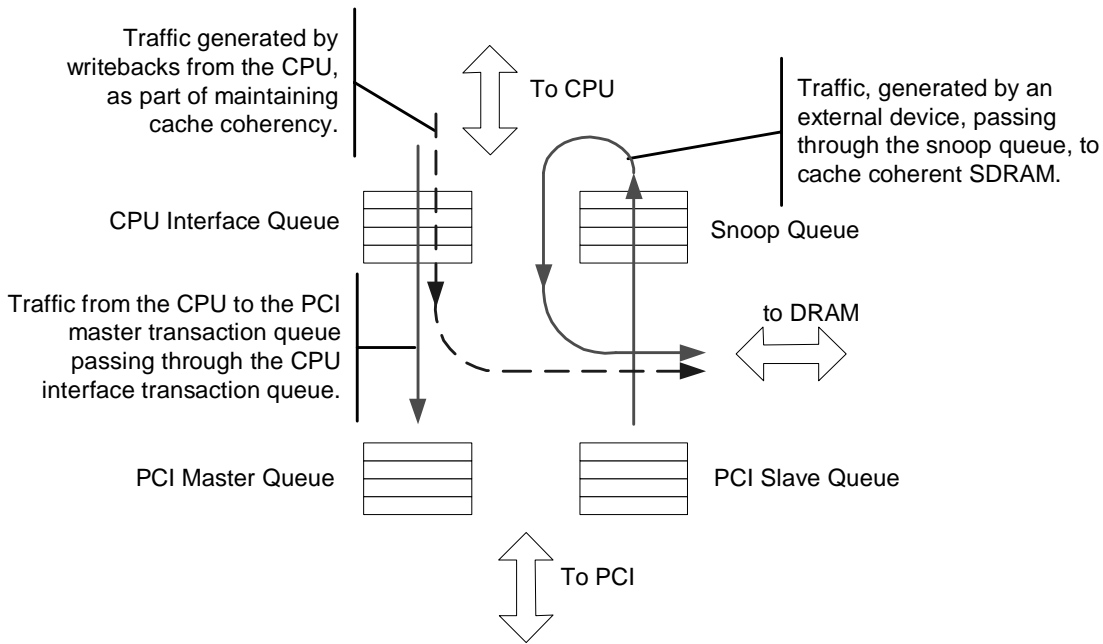 Traffic generated by
writebacks from the CPU,
as part of maintaining
cache coherency.
To CPU
Traffic, generated by an
external device, passing
through the snoop queue, to
cache coherent SDRAM.
CPU Interface Queue
Snoop Queue
Traffic from the CPU to the PCI
master transaction queue
passing through the CPU
interface transaction queue.
to DRAM
PCI Master Queue
PCI Slave Queue
To PCI